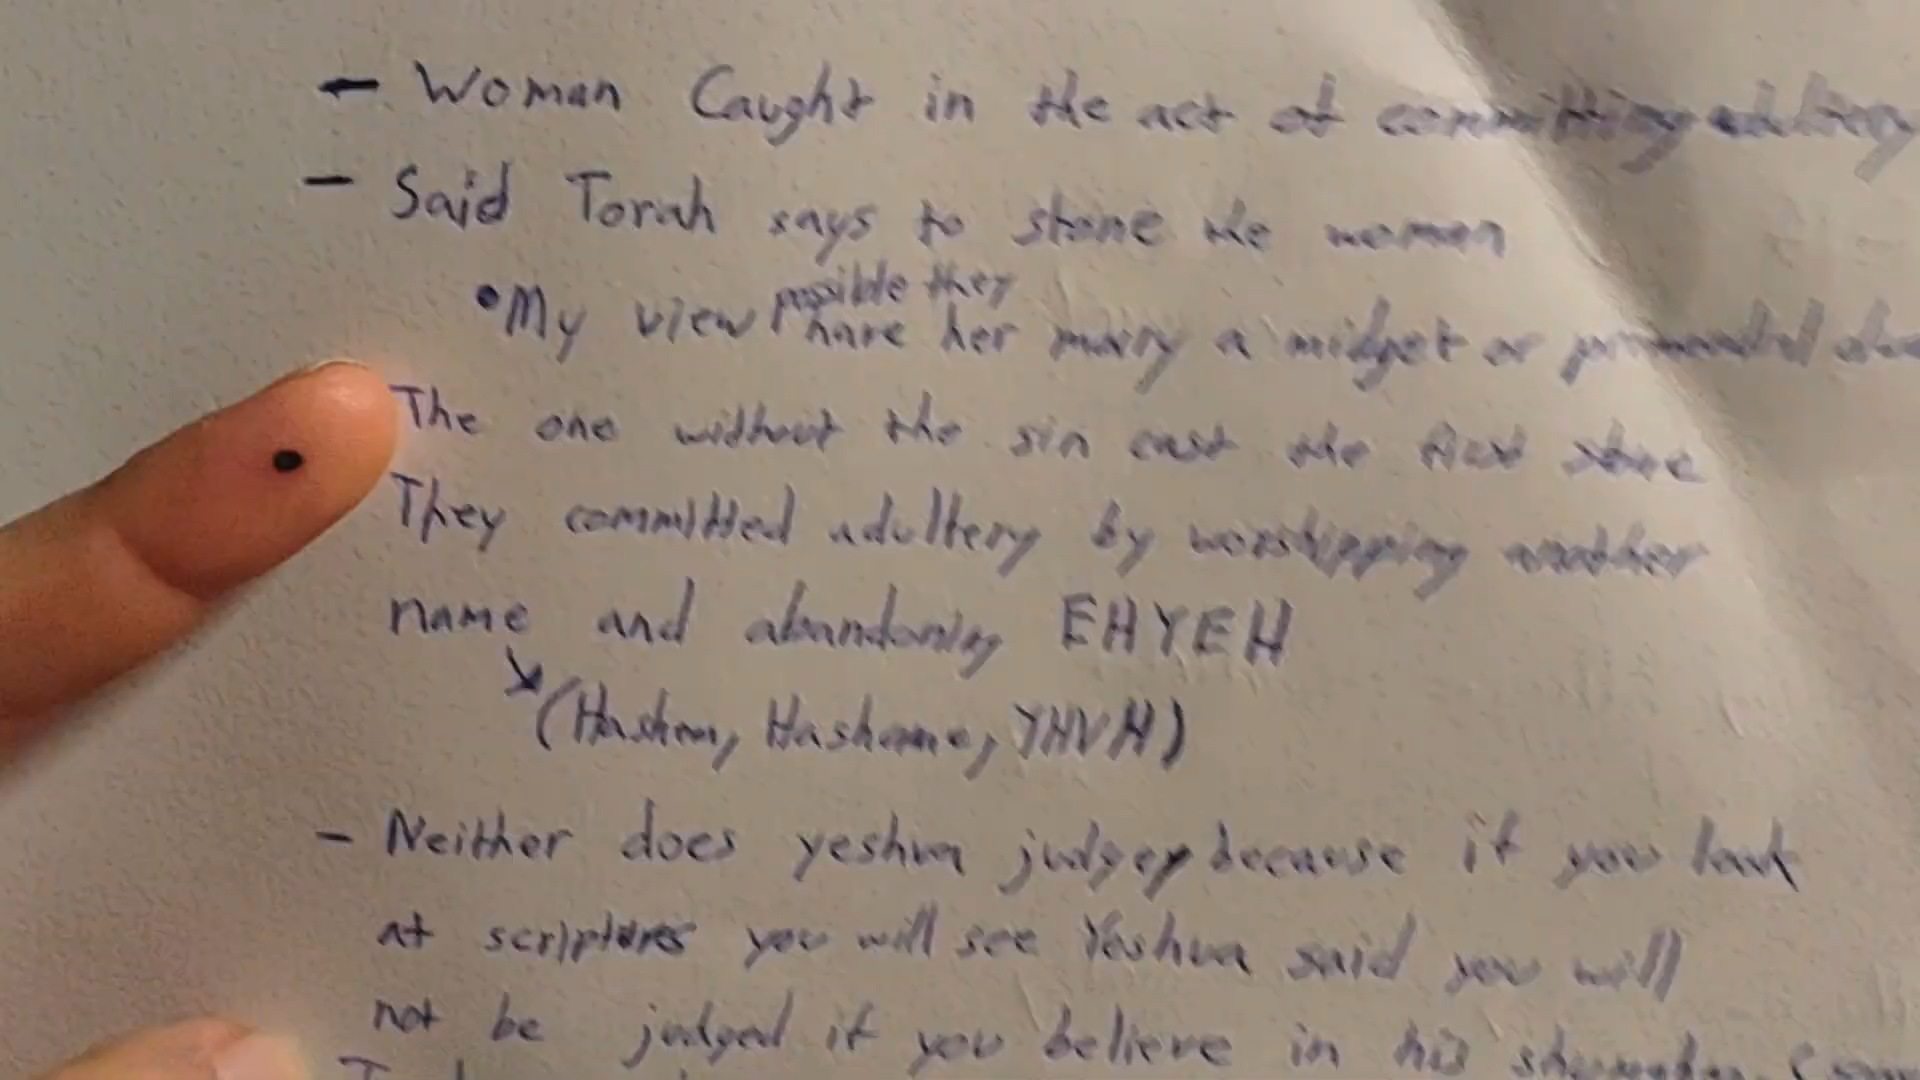 - Woman Caught in the act of committing adultery
- Said Torah says to stone the woman
possible they
• My view have her marry a midget or
The one without the sin cast the first stone
They committed adultery by worshipping another
name and abandoning EHYEH
(Hashem, Hashame, YHVH)
- Neither does yeshua judge because if you look
at scriptures you will see Yeshua said you will
not be judged if you believe in his